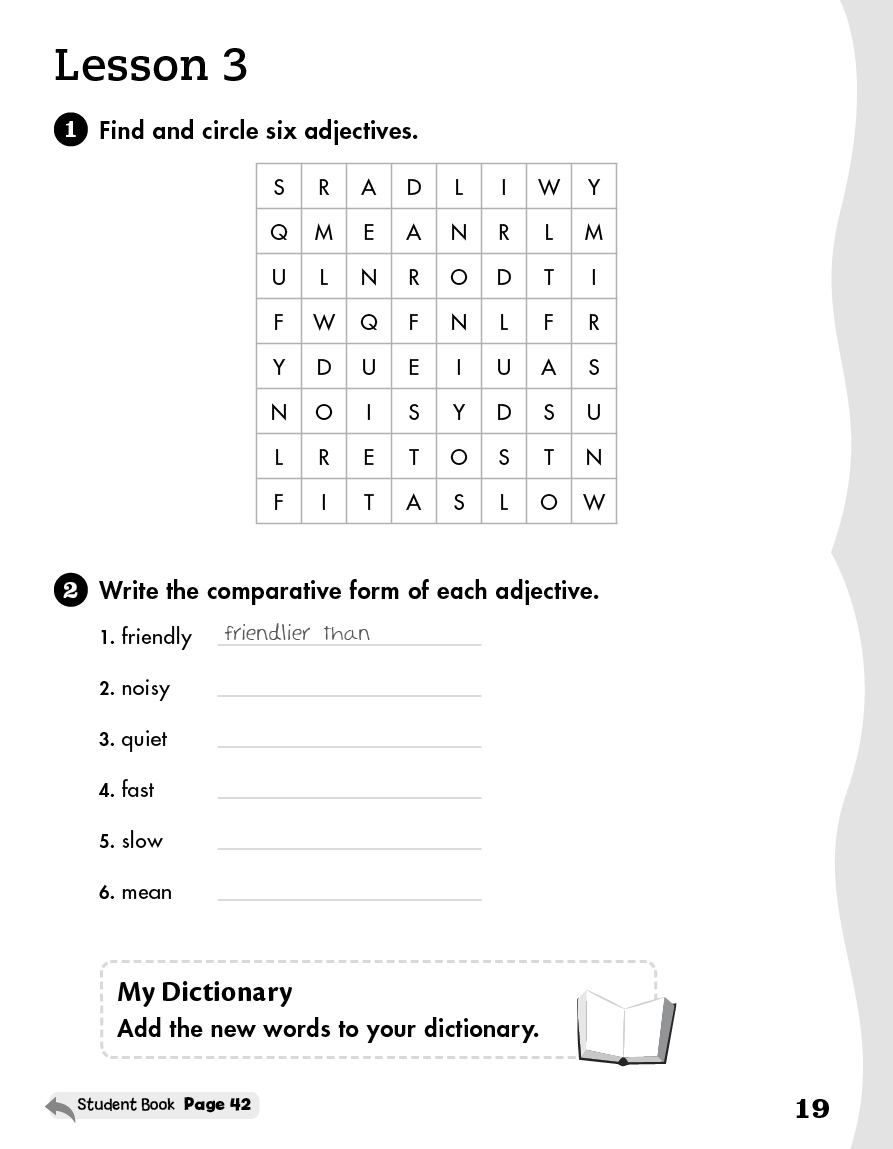 Lesson 3
1 Find and circle six adjectives.
S R A D L I W Y
Q M E A N R L M
U L N R O D T I
F W Q F N L F R
Y D U E I U A S
N O I S Y D S U
L R E T O S T N
F I T A S L O W
2 Write the comparative form of each adjective.
1. friendly friendlier than
2. noisy
3. quiet
4. fast
5. slow
6. mean
My Dictionary
Add the new words to your dictionary.
Student Book Page 42
19